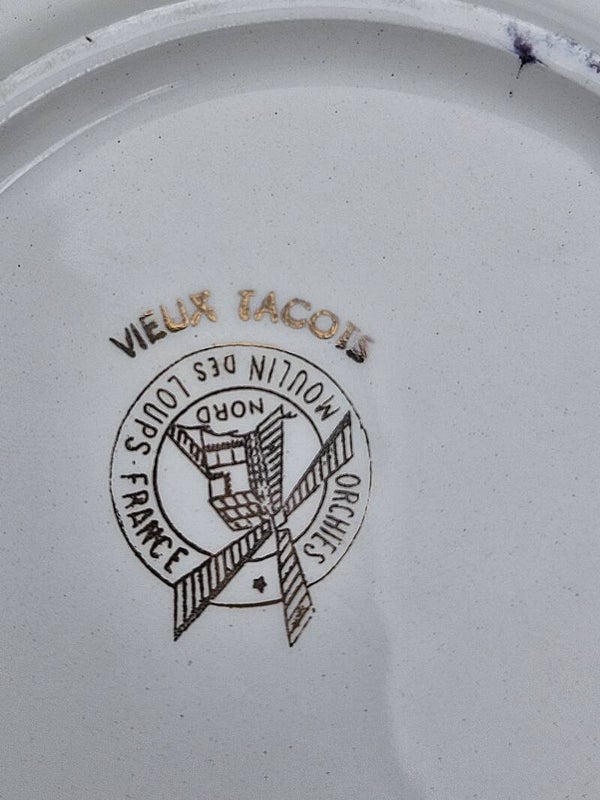 VIEUX TACOTS
ORCHIES
MOULIN DES LOUPS-FRANCE
NORD